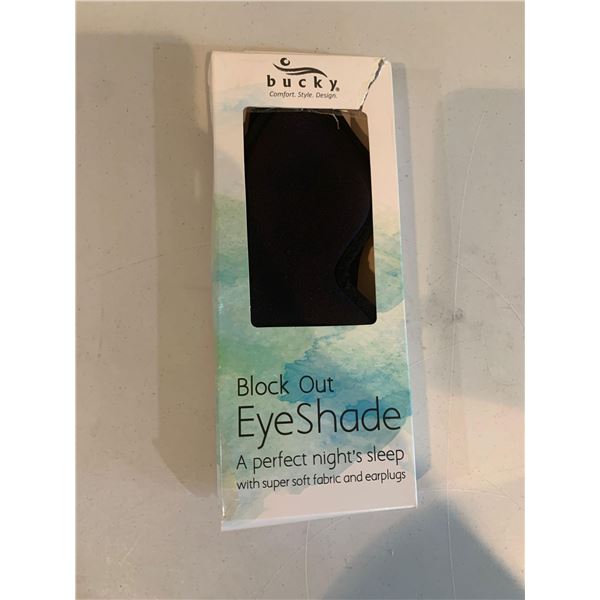 bucky®
Comfort. Style. Design.
Block Out
EyeShade
A perfect night's sleep
with super soft fabric and earplugs